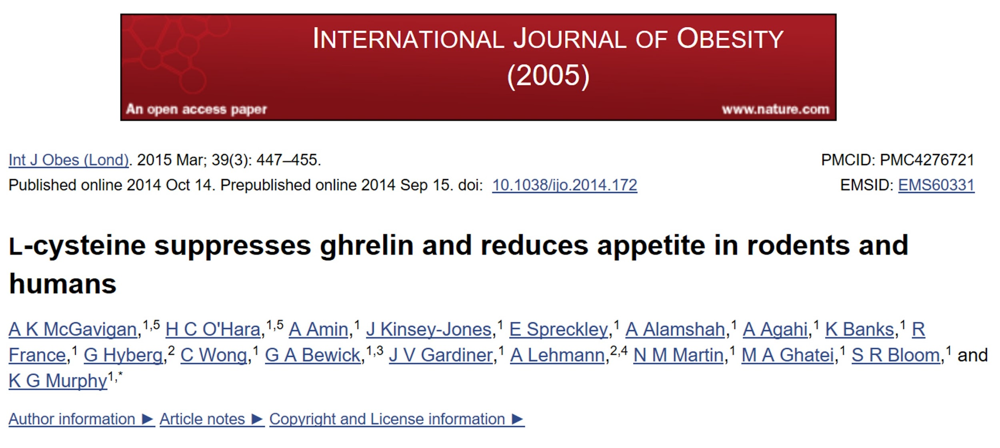 INTERNATIONAL JOURNAL OF OBESITY
(2005)
An open access paper
www.nature.com
Int J Obes (Lond). 2015 Mar; 39(3): 447–455.
PMCID: PMC4276721
Published online 2014 Oct 14. Prepublished online 2014 Sep 15. doi: 10.1038/ijo.2014.172
EMSID: EMS60331
L-cysteine suppresses ghrelin and reduces appetite in rodents and
humans
A K McGavigan,1,5 H C O'Hara,1,5 A Amin,1 J Kinsey-Jones,1 E Spreckley,1 A Alamshah,1 A Agahi,1 K Banks,1 R
France,1 G Hyberg,2 C Wong,1 G A Bewick,1,3 J V Gardiner,1 A Lehmann,2,4 N M Martin,1 M A Ghatei,1 S R Bloom,1 and
K G Murphy1,*
Author information ► Article notes ► Copyright and License information ►